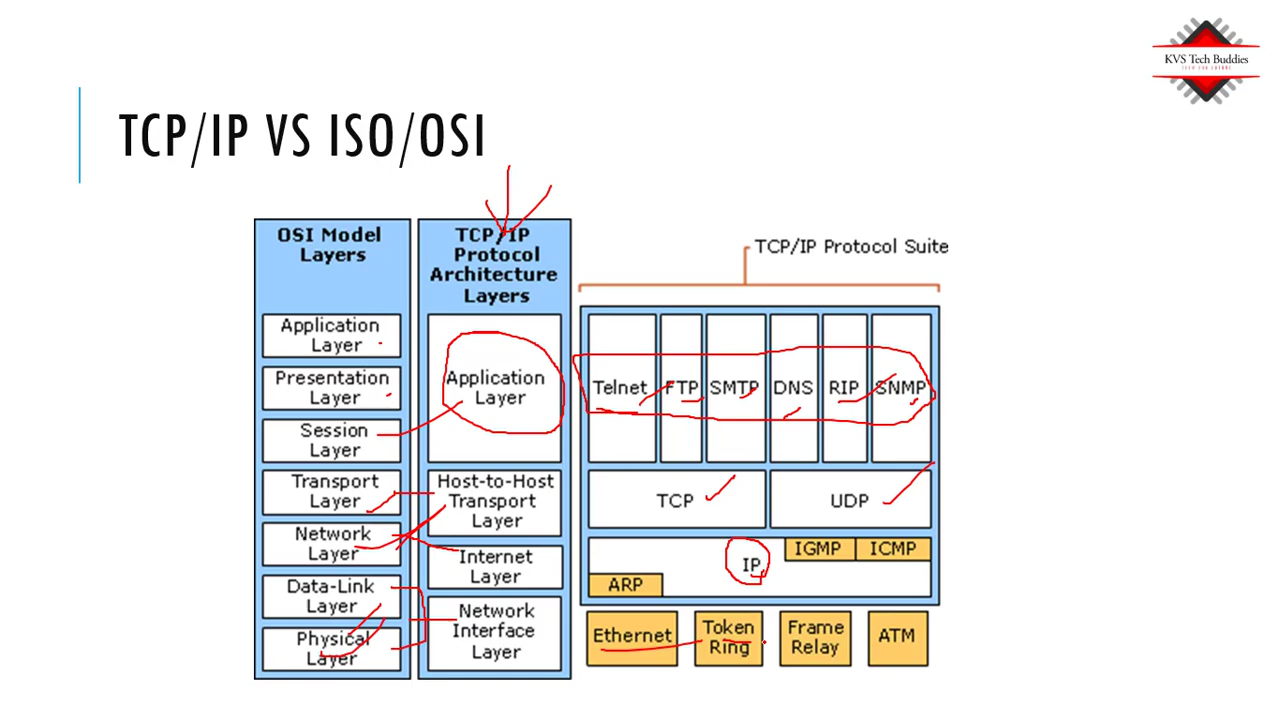 KVS Tech Buddies
TECH FOR FUTURE
TCP/IP VS ISO/OSI
OSI Model
Layers
Application
Layer
Presentation
Layer
Session
Layer
Transport
Layer
Network
Layer
Data-Link
Layer
Physical
Layer
TCP/IP
Protocol
Architecture
Layers
Application
Layer
Host-to-Host
Transport
Layer
Internet
Layer
Network
Interface
Layer
TCP/IP Protocol Suite
Telnet
FTP
SMTP
DNS
RIP
SNMP
TCP
UDP
IP
IGMP
ICMP
ARP
Ethernet
Token
Ring
Frame
Relay
ATM